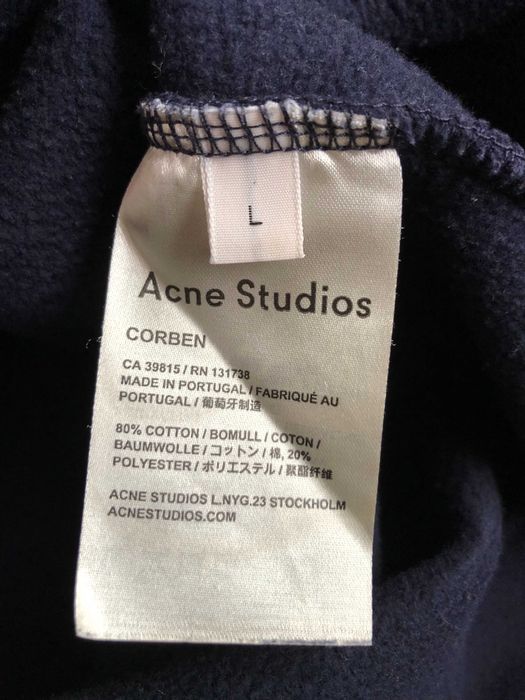 L
Acne Studios
CORBEN
CA 39815 / RN 131738
MADE IN PORTUGAL / FABRIQUÉ AU
PORTUGAL / 葡萄牙制造
80% COTTON / BOMULL / COTON /
BAUMWOLLE / コットン / 棉, 20%
POLYESTER / ポリエステル / 聚酯纤维
ACNE STUDIOS L.NYG.23 STOCKHOLM
ACNESTUDIOS.COM